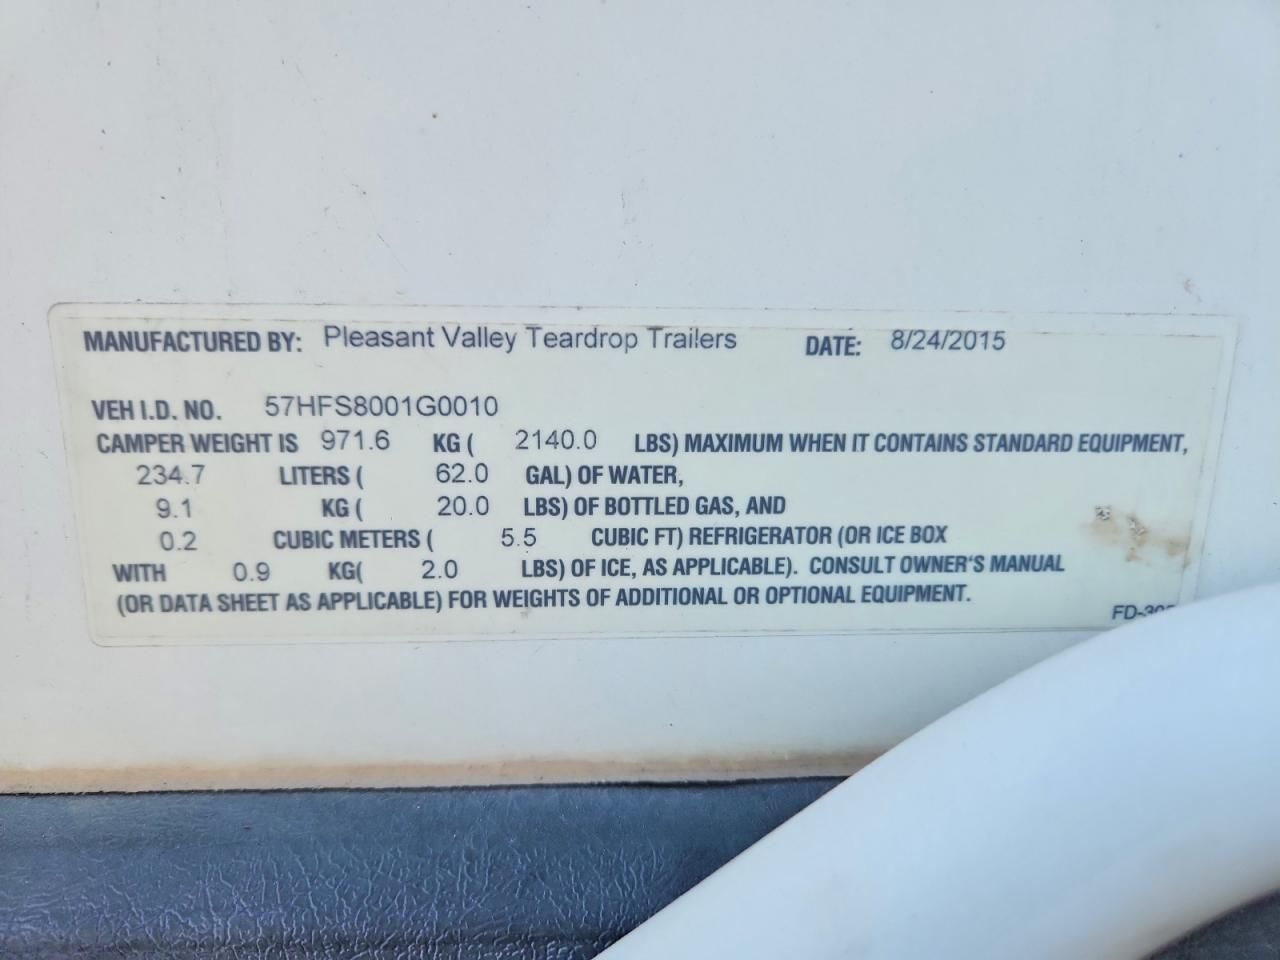 MANUFACTURED BY: Pleasant Valley Teardrop Trailers DATE: 8/24/2015
VEH I.D. NO. 57HFS8001G0010
CAMPER WEIGHT IS 971.6 KG ( 2140.0 LBS) MAXIMUM WHEN IT CONTAINS STANDARD EQUIPMENT,
234.7 LITERS ( 62.0 GAL) OF WATER,
9.1 KG ( 20.0 LBS) OF BOTTLED GAS, AND
0.2 CUBIC METERS ( 5.5 CUBIC FT) REFRIGERATOR (OR ICE BOX
WITH 0.9 KG( 2.0 LBS) OF ICE, AS APPLICABLE). CONSULT OWNER'S MANUAL
(OR DATA SHEET AS APPLICABLE) FOR WEIGHTS OF ADDITIONAL OR OPTIONAL EQUIPMENT.